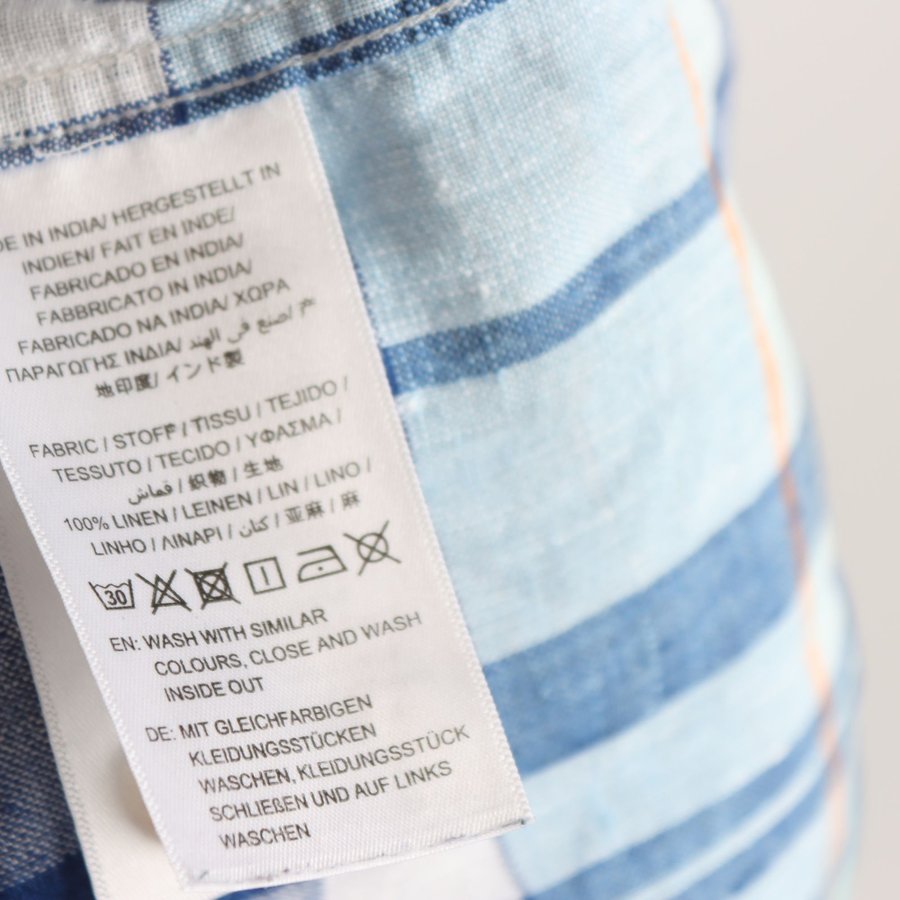 DE IN INDIA/ HERGESTELLT IN
INDIEN/ FAIT EN INDE/
FABRICADO EN INDIA/
FABBRICATO IN INDIA/
FABRICADO NA INDIA/ ΧΩΡΑ
ΠΑΡΑΓΩΓΗΣ ΙΝΔΙΑ/ صنع في الهند/
地印度/ インド製
FABRIC / STOFF / TISSU / TEJIDO /
TESSUTO / TECIDO / ΥΦΑΣΜΑ /
قماش / 織物 / 生地
100% LINEN / LEINEN / LIN / LINO /
LINHO / ΛΙΝΑΡΙ / كتان / 亚麻 / 麻
30
EN: WASH WITH SIMILAR
COLOURS, CLOSE AND WASH
INSIDE OUT
DE: MIT GLEICHFARBIGEN
KLEIDUNGSSTÜCKEN
WASCHEN, KLEIDUNGSSTÜCK
SCHLIEßEN UND AUF LINKS
WASCHEN